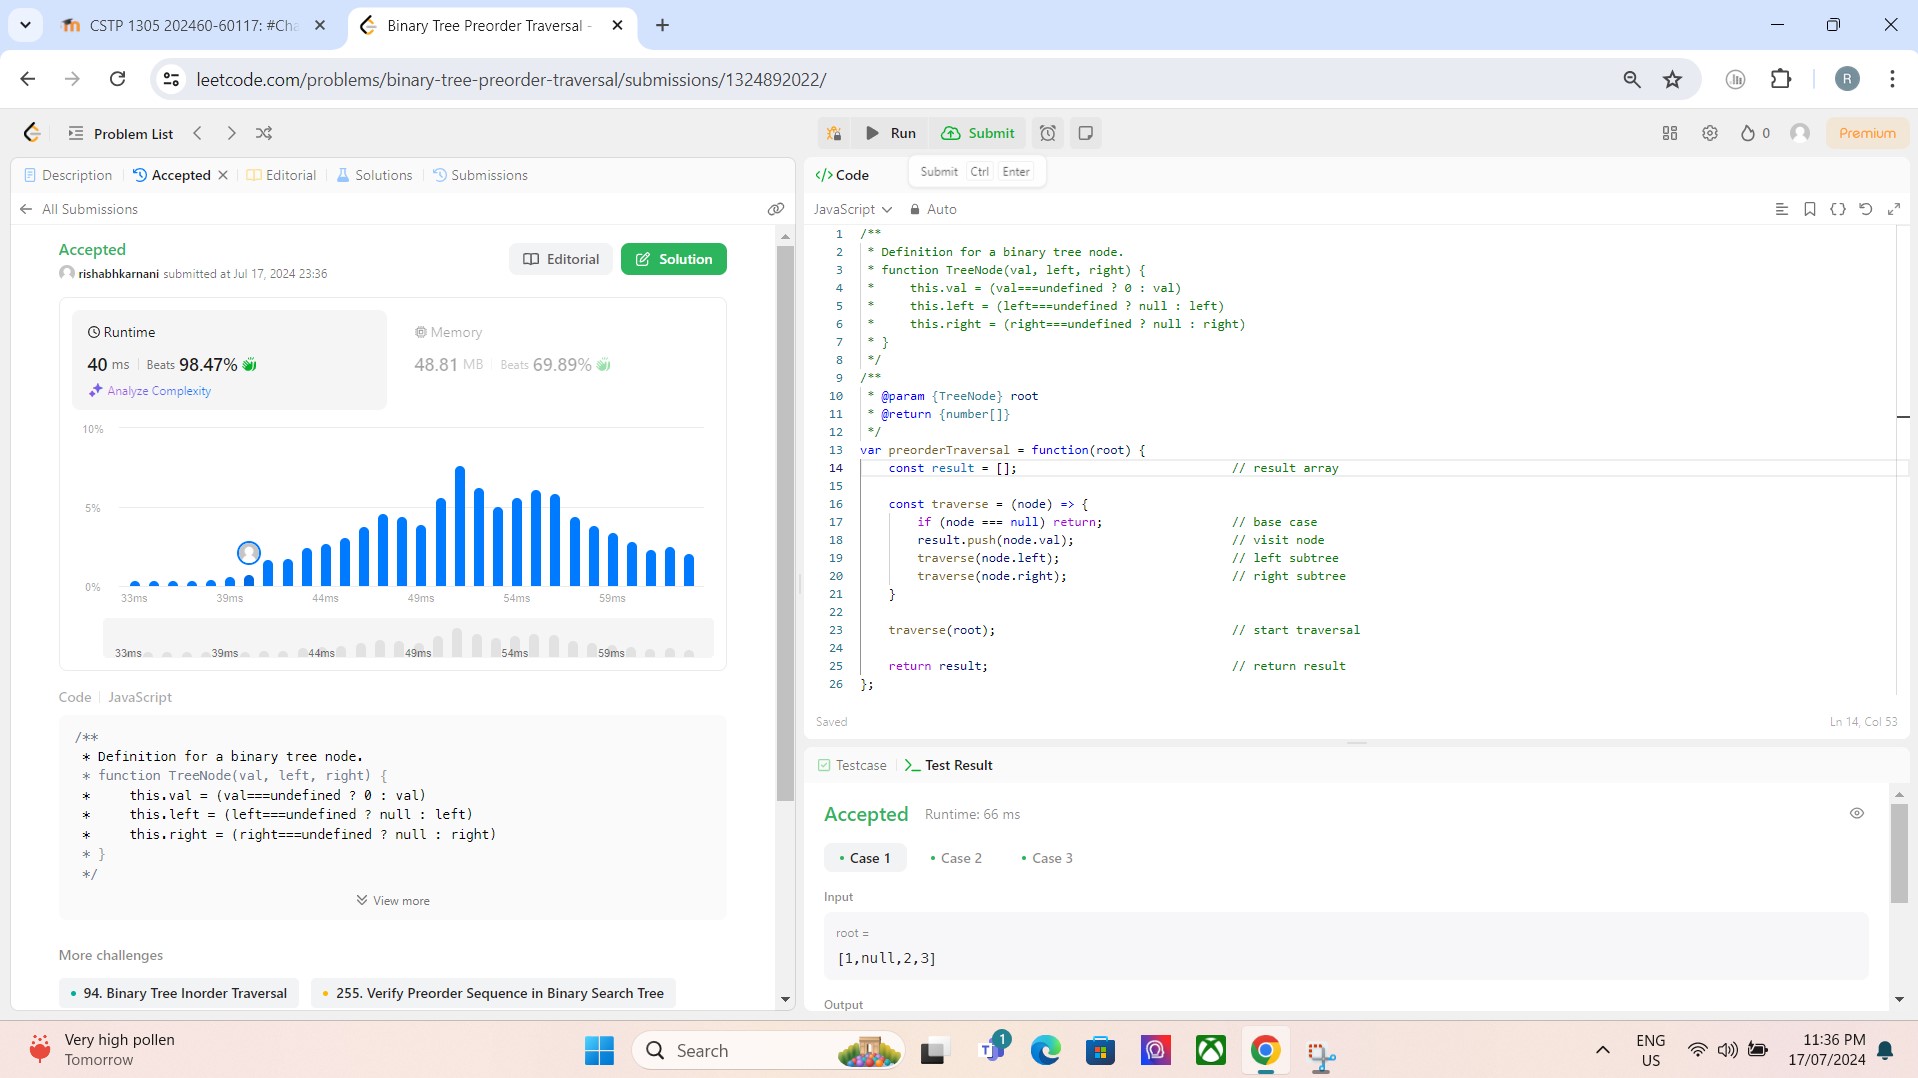 CSTP 1305 202460-60117: #Cha
Binary Tree Preorder Traversal -
leetcode.com/problems/binary-tree-preorder-traversal/submissions/1324892022/
R
Problem List
Run
Submit
0
Premium
Description
Accepted
Editorial
Solutions
Submissions
</> Code
Submit Ctrl Enter
All Submissions
JavaScript
Auto
Accepted
rishabhkarnani submitted at Jul 17, 2024 23:36
Editorial
Solution
Runtime
40 ms Beats 98.47%
Analyze Complexity
Memory
48.81 MB Beats 69.89%
10%
5%
0%
33ms 39ms 44ms 49ms 54ms 59ms
33ms 39ms 44ms 49ms 54ms 59ms
Code JavaScript
/**
* Definition for a binary tree node.
* function TreeNode(val, left, right) {
*     this.val = (val===undefined ? 0 : val)
*     this.left = (left===undefined ? null : left)
*     this.right = (right===undefined ? null : right)
* }
*/
View more
More challenges
94. Binary Tree Inorder Traversal
255. Verify Preorder Sequence in Binary Search Tree
1 /**
2 * Definition for a binary tree node.
3 * function TreeNode(val, left, right) {
4 *     this.val = (val===undefined ? 0 : val)
5 *     this.left = (left===undefined ? null : left)
6 *     this.right = (right===undefined ? null : right)
7 * }
8 */
9 /**
10 * @param {TreeNode} root
11 * @return {number[]}
12 */
13 var preorderTraversal = function(root) {
14     const result = []; // result array
15
16     const traverse = (node) => {
17         if (node === null) return; // base case
18         result.push(node.val); // visit node
19         traverse(node.left); // left subtree
20         traverse(node.right); // right subtree
21     }
22
23     traverse(root); // start traversal
24
25     return result; // return result
26 };
Saved
Ln 14, Col 53
Testcase
Test Result
Accepted Runtime: 66 ms
Case 1
Case 2
Case 3
Input
root =
[1,null,2,3]
Output
Very high pollen
Tomorrow
Search
1
ENG
US
11:36 PM
17/07/2024